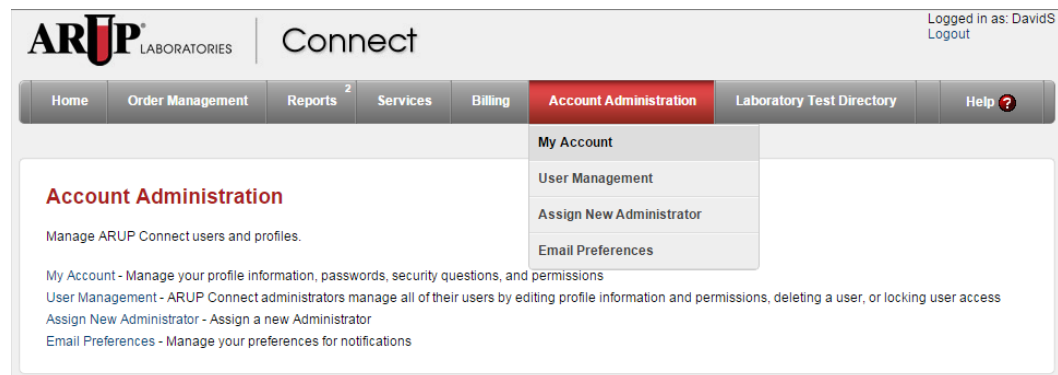 ARUP® LABORATORIES Connect
Logged in as: DavidS
Logout
Home Order Management Reports 2 Services Billing Account Administration Laboratory Test Directory Help ?
My Account
User Management
Assign New Administrator
Email Preferences
Account Administration
Manage ARUP Connect users and profiles.
My Account - Manage your profile information, passwords, security questions, and permissions
User Management - ARUP Connect administrators manage all of their users by editing profile information and permissions, deleting a user, or locking user access
Assign New Administrator - Assign a new Administrator
Email Preferences - Manage your preferences for notifications